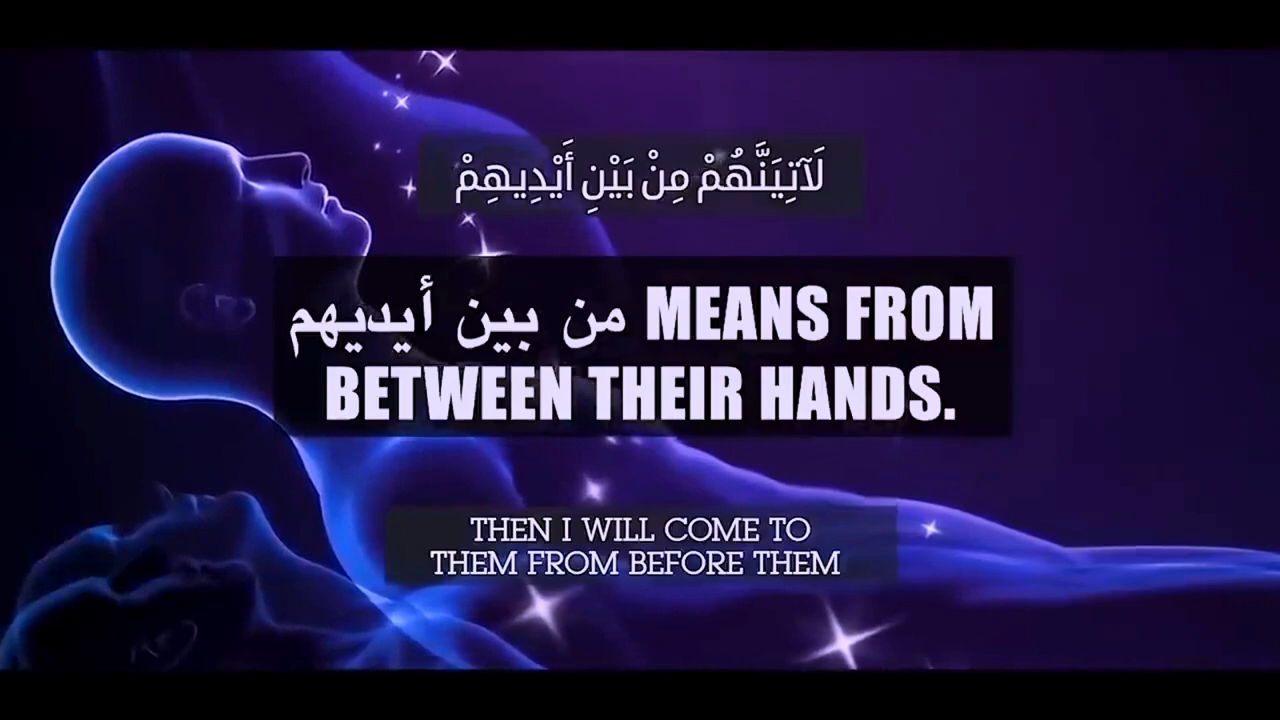 لَآتِيَنَّهُمْ مِنْ بَيْنِ أَيْدِيهِمْ
من بين أيديهم MEANS FROM
BETWEEN THEIR HANDS.
THEN I WILL COME TO
THEM FROM BEFORE THEM